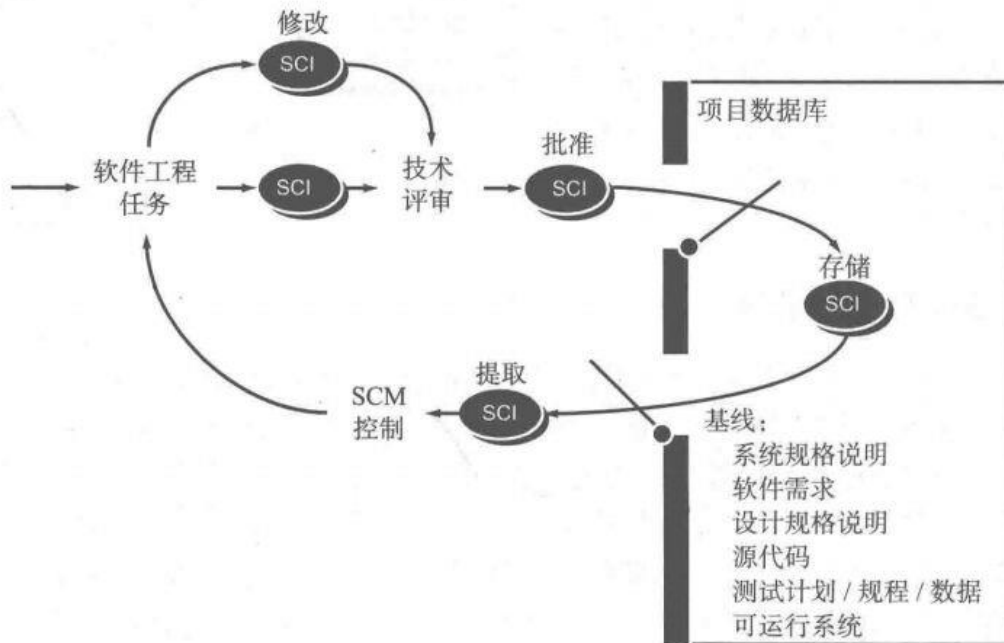 修改
SCI
项目数据库
批准
软件工程
任务
SCI
技术
评审
SCI
存储
SCI
提取
SCM
控制
SCI
基线：
系统规格说明
软件需求
设计规格说明
源代码
测试计划 / 规程 / 数据
可运行系统